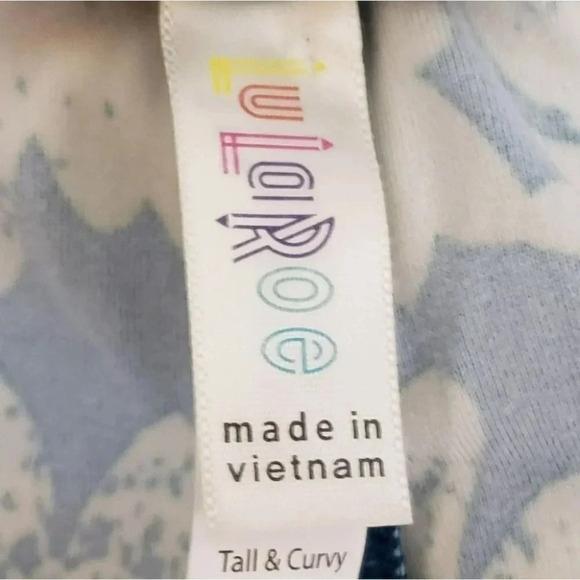 LuLaRoe
made in
vietnam
Tall & Curvy